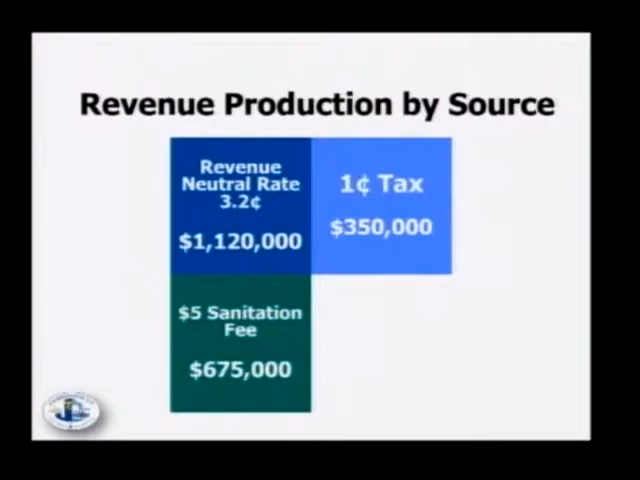 Revenue Production by Source
Revenue
Neutral Rate
3.2¢
$1,120,000
1¢ Tax
$350,000
$5 Sanitation
Fee
$675,000